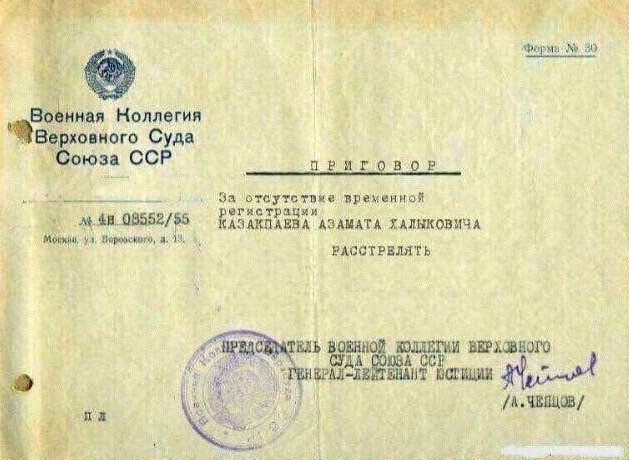 Форма № 30
Военная Коллегия
Верховного Суда
Союза ССР
№ 4н 08552/55
Москва, ул. Воровского, д. 13.
ПРИГОВОР
За отсутствие временной
регистрации
КАЗАКПАЕВА АЗАМАТА ХАЛЫКОВИЧА
РАССТРЕЛЯТЬ
ПРЕДСЕДАТЕЛЬ ВОЕННОЙ КОЛЛЕГИИ ВЕРХОВНОГО
СУДА СОЮЗА ССР
ГЕНЕРАЛ-ЛЕЙТЕНАНТ ЮСТИЦИИ
/А.ЧЕПЦОВ/
ПЛ